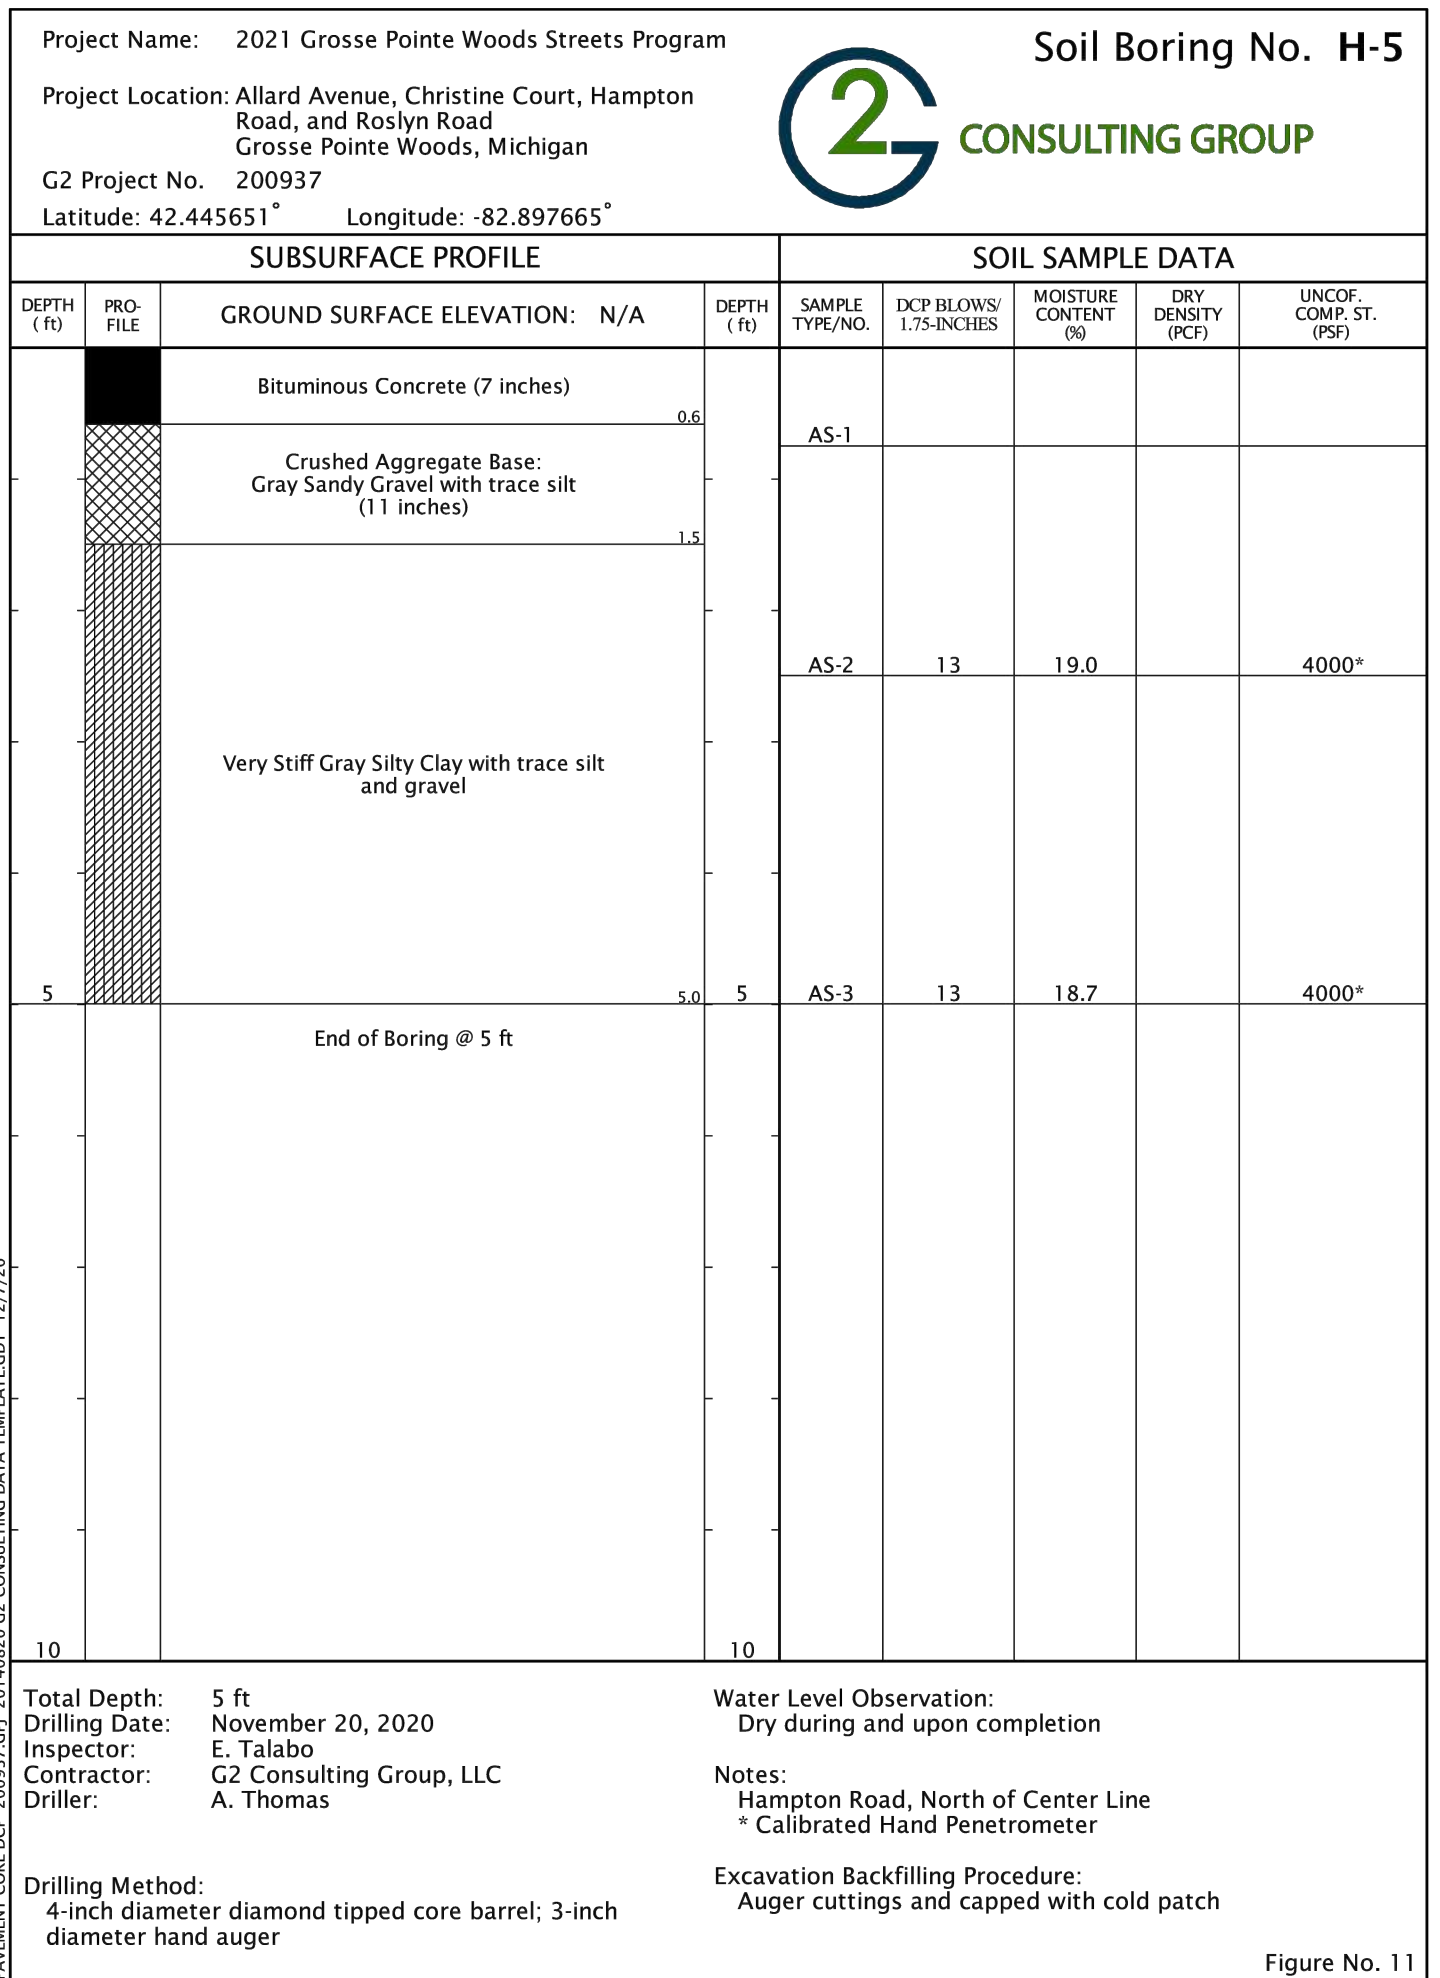 Project Name: 2021 Grosse Pointe Woods Streets Program
Project Location: Allard Avenue, Christine Court, Hampton
Road, and Roslyn Road
Grosse Pointe Woods, Michigan
G2 Project No. 200937
Latitude: 42.445651° Longitude: -82.897665°
Soil Boring No. H-5
G2 CONSULTING GROUP
SUBSURFACE PROFILE
SOIL SAMPLE DATA
DEPTH
( ft)
PRO-
FILE
GROUND SURFACE ELEVATION: N/A
DEPTH
( ft)
SAMPLE
TYPE/NO.
DCP BLOWS/
1.75-INCHES
MOISTURE
CONTENT
(%)
DRY
DENSITY
(PCF)
UNCOF.
COMP. ST.
(PSF)
Bituminous Concrete (7 inches)
0.6
AS-1
Crushed Aggregate Base:
Gray Sandy Gravel with trace silt
(11 inches)
1.5
AS-2 13 19.0 4000*
Very Stiff Gray Silty Clay with trace silt
and gravel
5 5.0 5 AS-3 13 18.7 4000*
End of Boring @ 5 ft
10 10
Total Depth: 5 ft
Drilling Date: November 20, 2020
Inspector: E. Talabo
Contractor: G2 Consulting Group, LLC
Driller: A. Thomas
Drilling Method:
4-inch diameter diamond tipped core barrel; 3-inch
diameter hand auger
Water Level Observation:
Dry during and upon completion
Notes:
Hampton Road, North of Center Line
* Calibrated Hand Penetrometer
Excavation Backfilling Procedure:
Auger cuttings and capped with cold patch
Figure No. 11